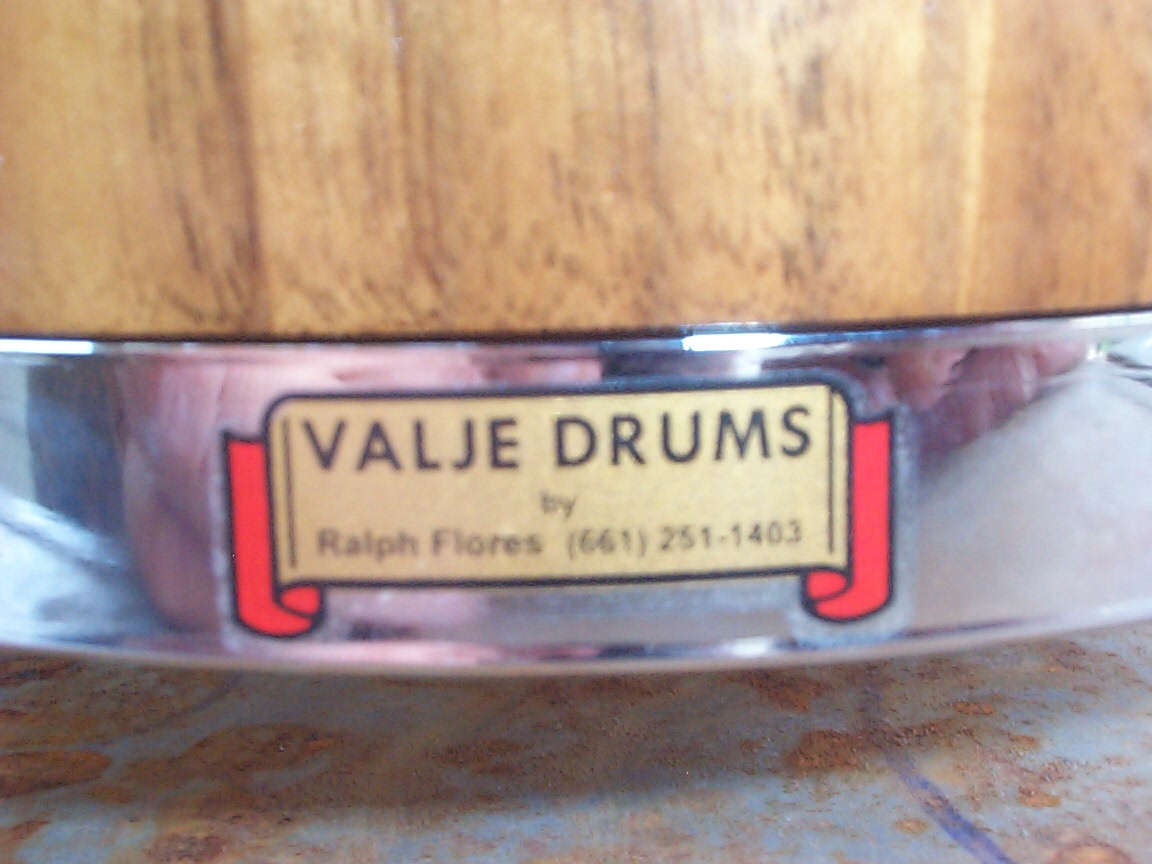 VALJE DRUMS
by
Ralph Flores (661) 251-1403